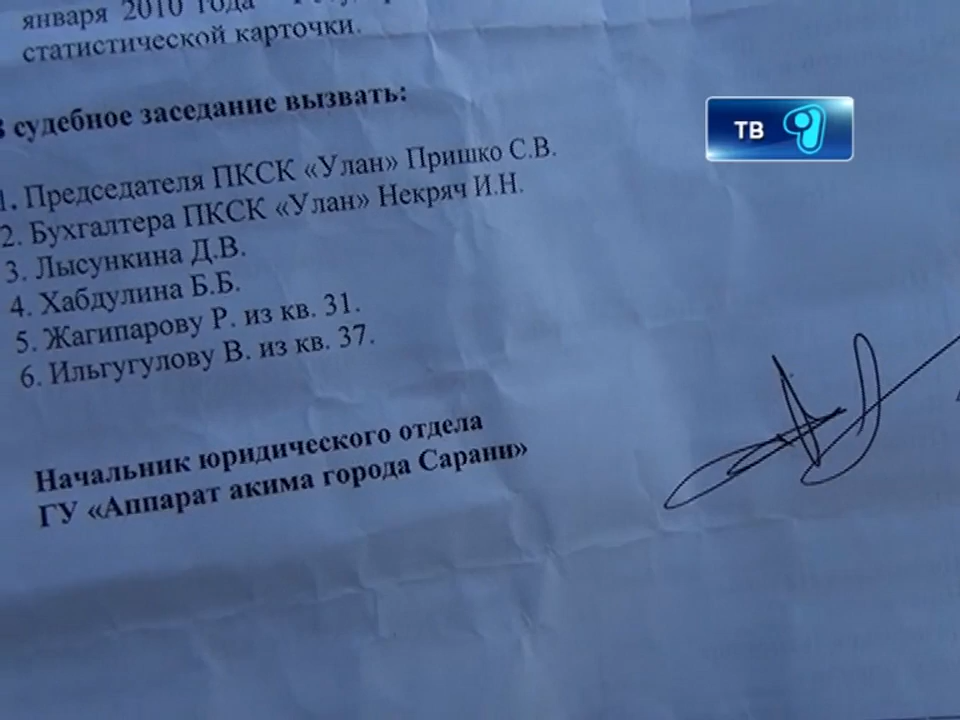 января 2010 года
статистической карточки.
В судебное заседание вызвать:
1. Председателя ПКСК «Улан» Пришко С.В.
2. Бухгалтера ПКСК «Улан» Некряч И.Н.
3. Лысункина Д.В.
4. Хабдулина Б.Б.
5. Жагипарову Р. из кв. 31.
6. Ильгугулову В. из кв. 37.
Начальник юридического отдела
ГУ «Аппарат акима города Сарани»
ТВ 9